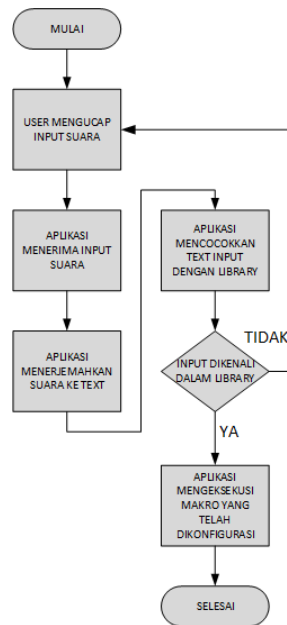 MULAI
USER MENGUCAP
INPUT SUARA
APLIKASI
MENERIMA INPUT
SUARA
APLIKASI
MENERJEMAHKAN
SUARA KE TEXT
APLIKASI
MENCOCOKKAN
TEXT INPUT
DENGAN LIBRARY
INPUT DIKENALI
DALAM LIBRARY
TIDAK
YA
APLIKASI
MENGEKSEKUSI
MAKRO YANG
TELAH
DIKONFIGURASI
SELESAI